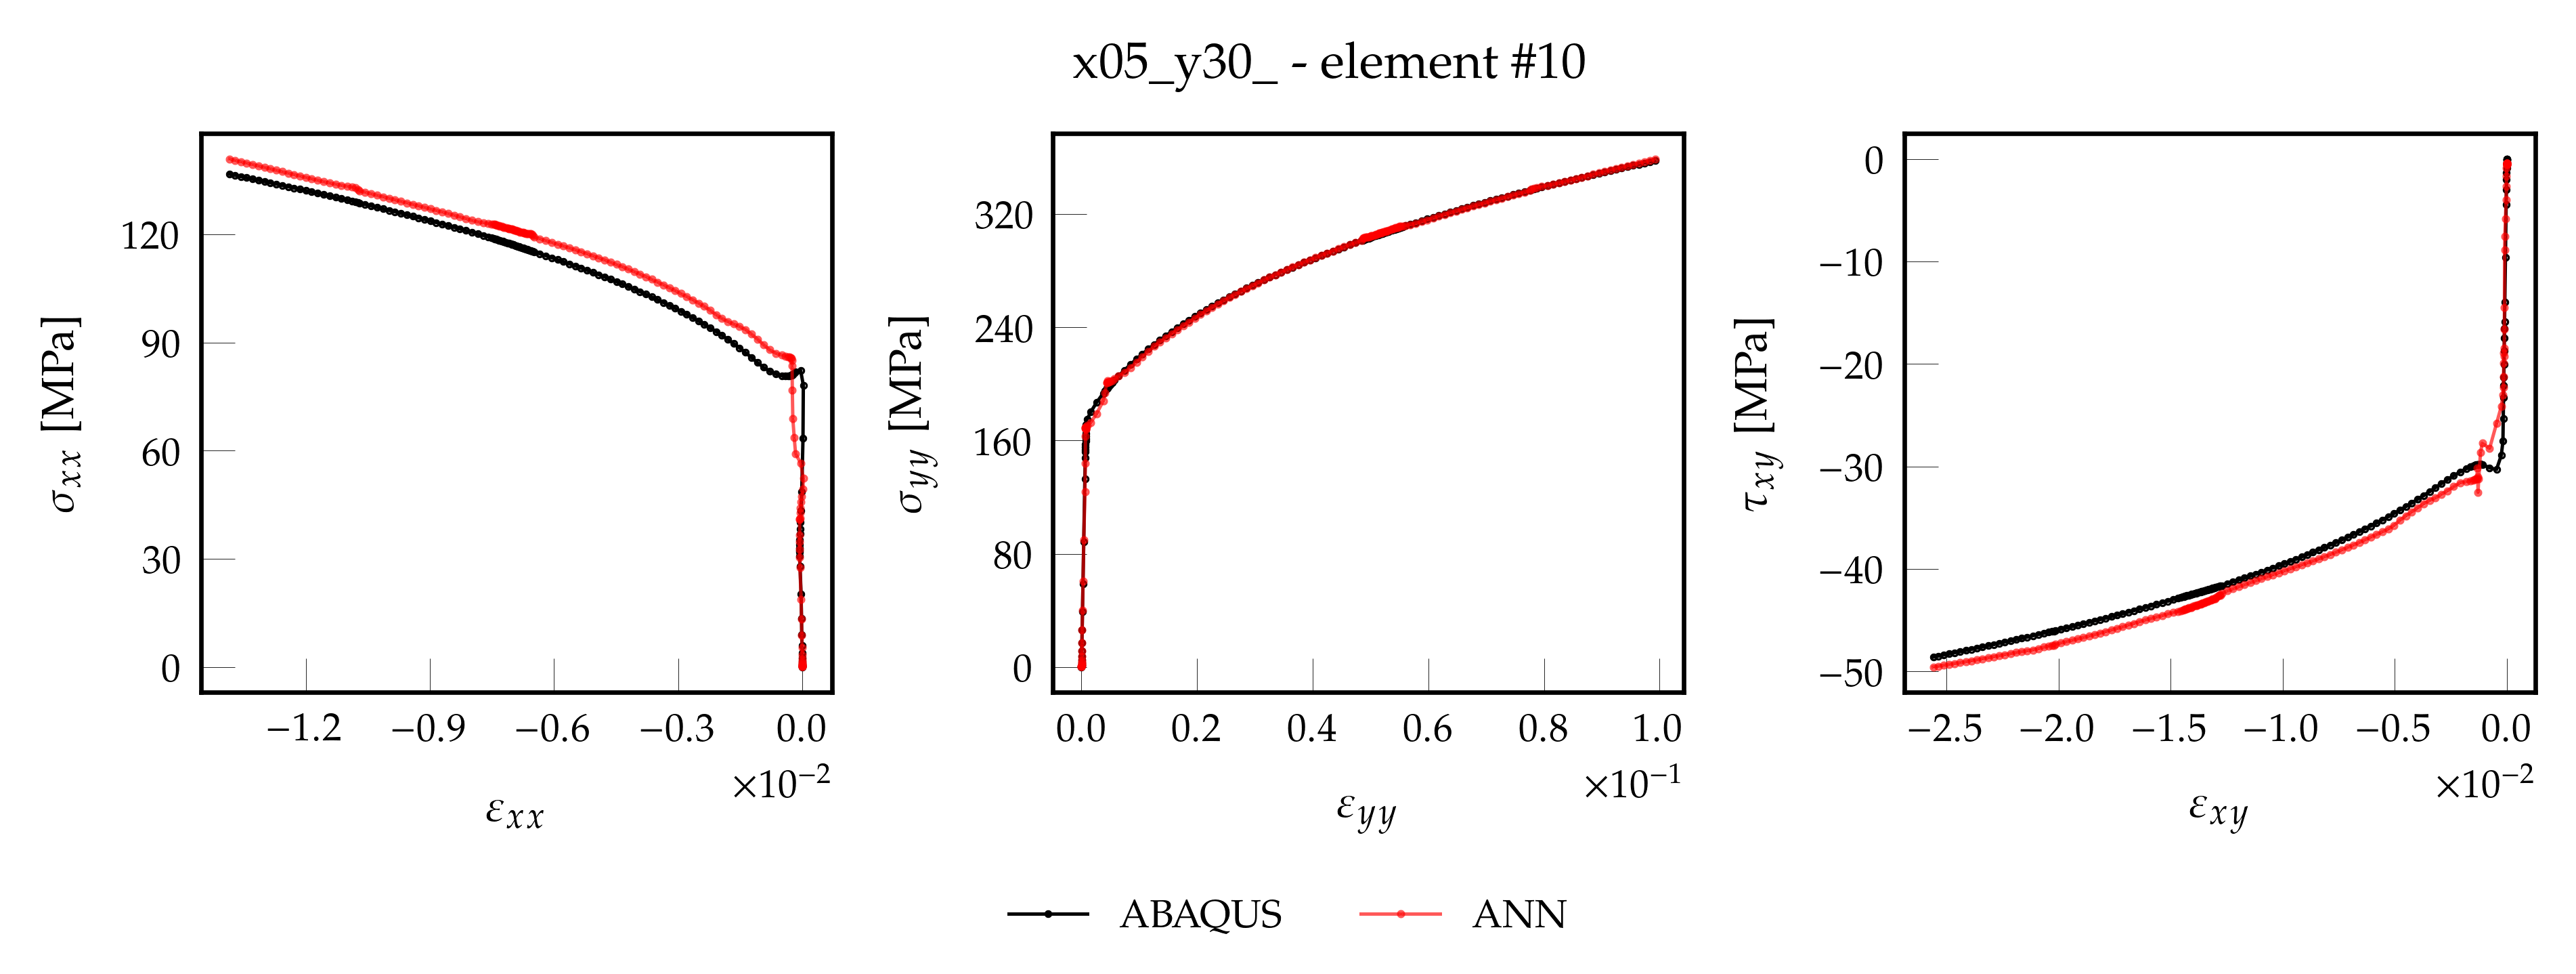 x05_y30_ - element #10
σxx [MPa]
120
90
60
30
0
−1.2 −0.9 −0.6 −0.3 0.0
×10−2
εxx
σyy [MPa]
320
240
160
80
0
0.0 0.2 0.4 0.6 0.8 1.0
×10−1
εyy
τxy [MPa]
0
−10
−20
−30
−40
−50
−2.5 −2.0 −1.5 −1.0 −0.5 0.0
×10−2
εxy
ABAQUS ANN